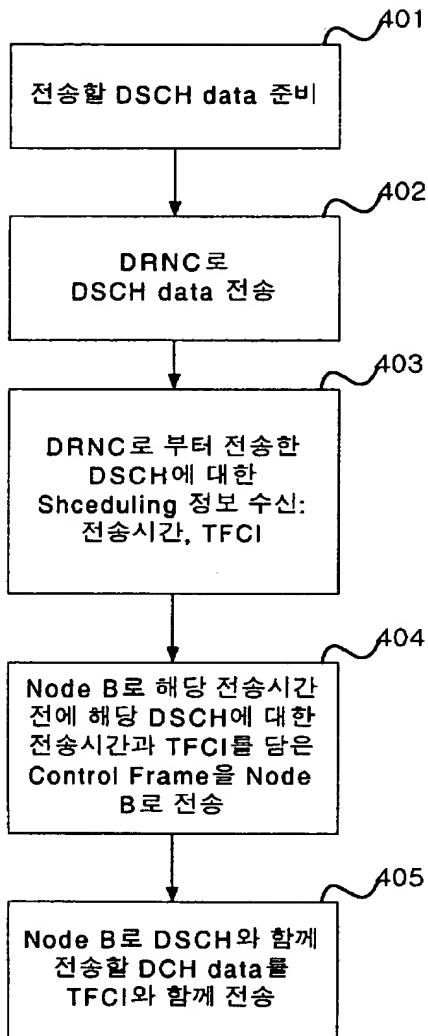 401
전송할 DSCH data 준비
402
DRNC로
DSCH data 전송
403
DRNC로 부터 전송한
DSCH에 대한
Shceduling 정보 수신:
전송시간, TFCI
404
Node B로 해당 전송시간
전에 해당 DSCH에 대한
전송시간과 TFCI를 담은
Control Frame을 Node
B로 전송
405
Node B로 DSCH와 함께
전송할 DCH data를
TFCI와 함께 전송